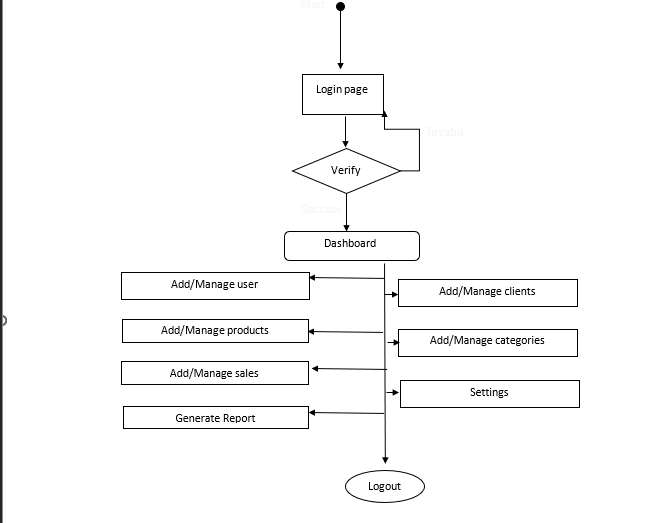 Start
Login page
Invalid
Verify
Success
Dashboard
Add/Manage user
Add/Manage clients
Add/Manage products
Add/Manage categories
Add/Manage sales
Settings
Generate Report
Logout